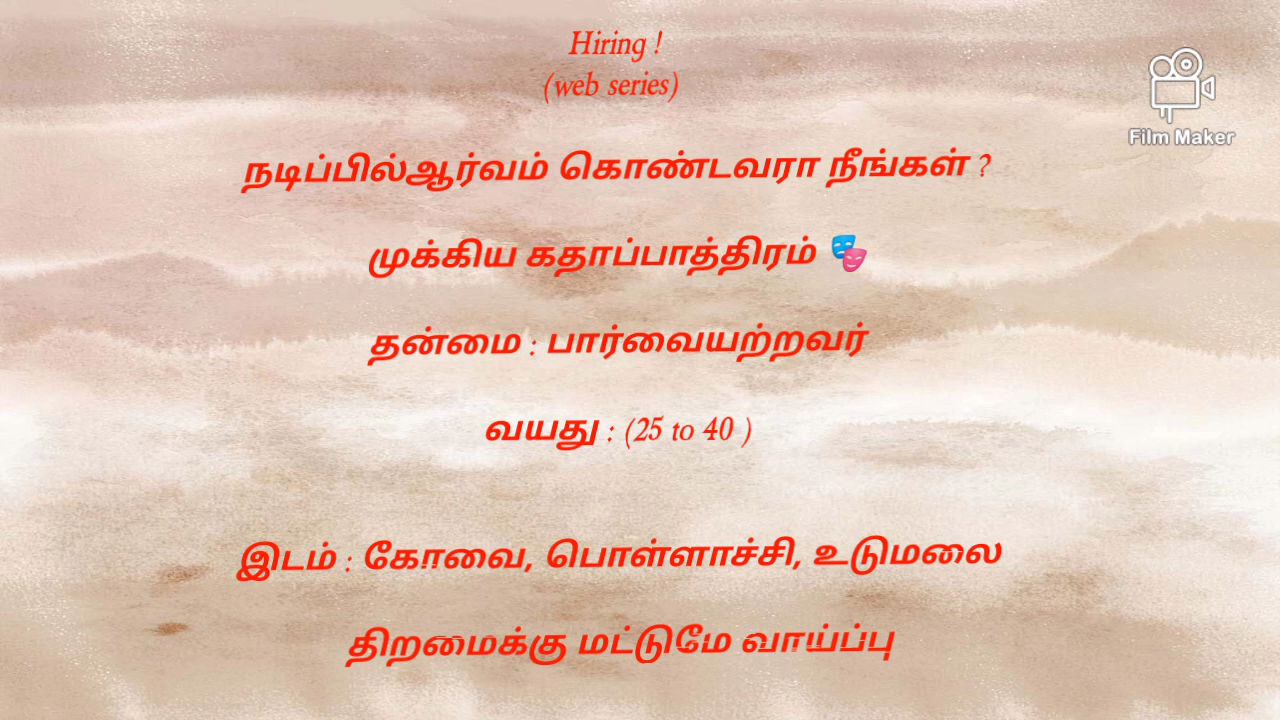 Hiring !
(web series)
Film Maker
நடிப்பில்ஆர்வம் கொண்டவரா நீங்கள் ?
முக்கிய கதாப்பாத்திரம் 🎭
தன்மை : பார்வையற்றவர்
வயது : (25 to 40 )
இடம் : கோவை, பொள்ளாச்சி, உடுமலை
திறமைக்கு மட்டுமே வாய்ப்பு